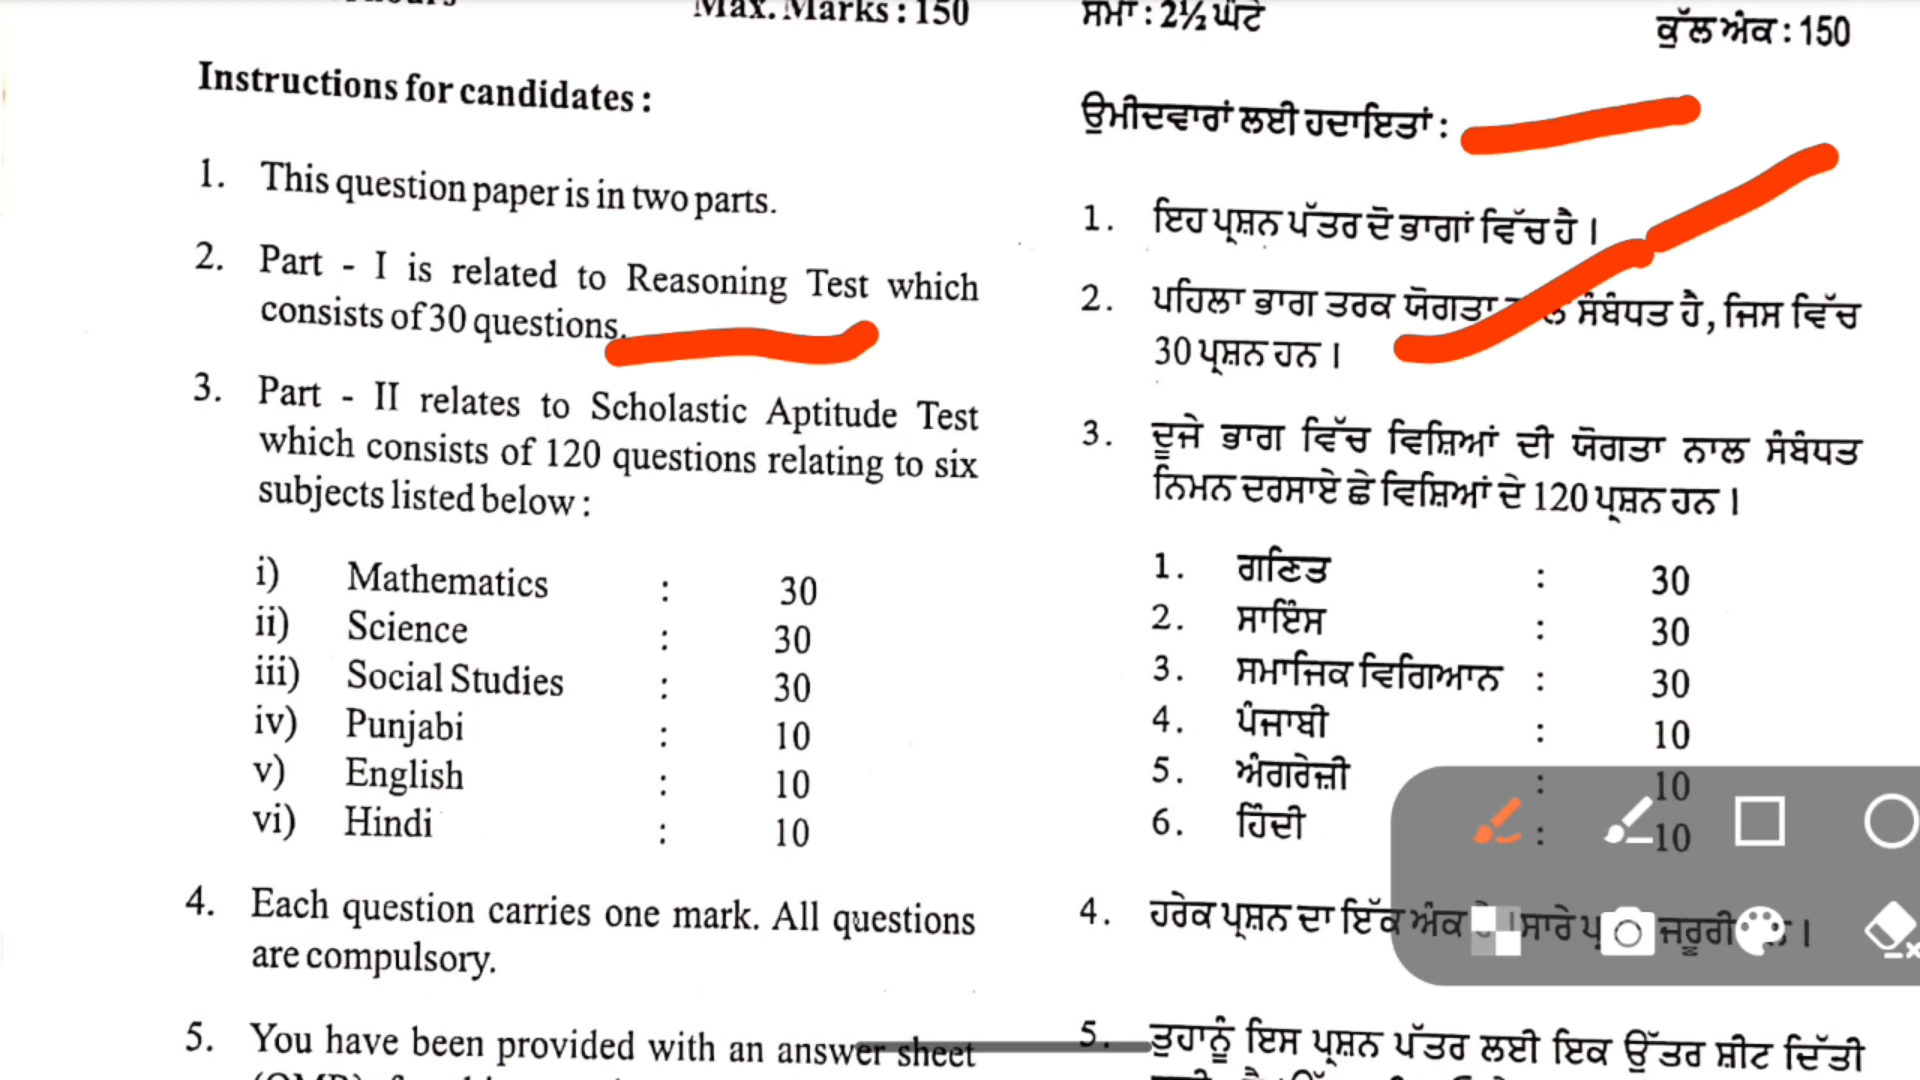 Max. Marks : 150
Instructions for candidates :
1. This question paper is in two parts.
2. Part - I is related to Reasoning Test which
consists of 30 questions.
3. Part - II relates to Scholastic Aptitude Test
which consists of 120 questions relating to six
subjects listed below :
i) Mathematics : 30
ii) Science : 30
iii) Social Studies : 30
iv) Punjabi : 10
v) English : 10
vi) Hindi : 10
4. Each question carries one mark. All questions
are compulsory.
5. You have been provided with an answer sheet
ਸਮਾਂ : 2½ ਘੰਟੇ
ਕੁੱਲ ਅੰਕ : 150
ਉਮੀਦਵਾਰਾਂ ਲਈ ਹਦਾਇਤਾਂ :
1. ਇਹ ਪ੍ਰਸ਼ਨ ਪੱਤਰ ਦੋ ਭਾਗਾਂ ਵਿੱਚ ਹੈ ।
2. ਪਹਿਲਾ ਭਾਗ ਤਰਕ ਯੋਗਤਾ ਸੰਬੰਧਤ ਹੈ, ਜਿਸ ਵਿੱਚ
30 ਪ੍ਰਸ਼ਨ ਹਨ ।
3. ਦੂਜੇ ਭਾਗ ਵਿੱਚ ਵਿਸ਼ਿਆਂ ਦੀ ਯੋਗਤਾ ਨਾਲ ਸੰਬੰਧਤ
ਨਿਮਨ ਦਰਸਾਏ ਛੇ ਵਿਸ਼ਿਆਂ ਦੇ 120 ਪ੍ਰਸ਼ਨ ਹਨ ।
1. ਗਣਿਤ : 30
2. ਸਾਇੰਸ : 30
3. ਸਮਾਜਿਕ ਵਿਗਿਆਨ : 30
4. ਪੰਜਾਬੀ : 10
5. ਅੰਗਰੇਜ਼ੀ : 10
6. ਹਿੰਦੀ : 10
4. ਹਰੇਕ ਪ੍ਰਸ਼ਨ ਦਾ ਇੱਕ ਅੰਕ । ਸਾਰੇ ਜਰੂਰੀ ।
5. ਤੁਹਾਨੂੰ ਇਸ ਪ੍ਰਸ਼ਨ ਪੱਤਰ ਲਈ ਇਕ ਉੱਤਰ ਸ਼ੀਟ ਦਿੱਤੀ